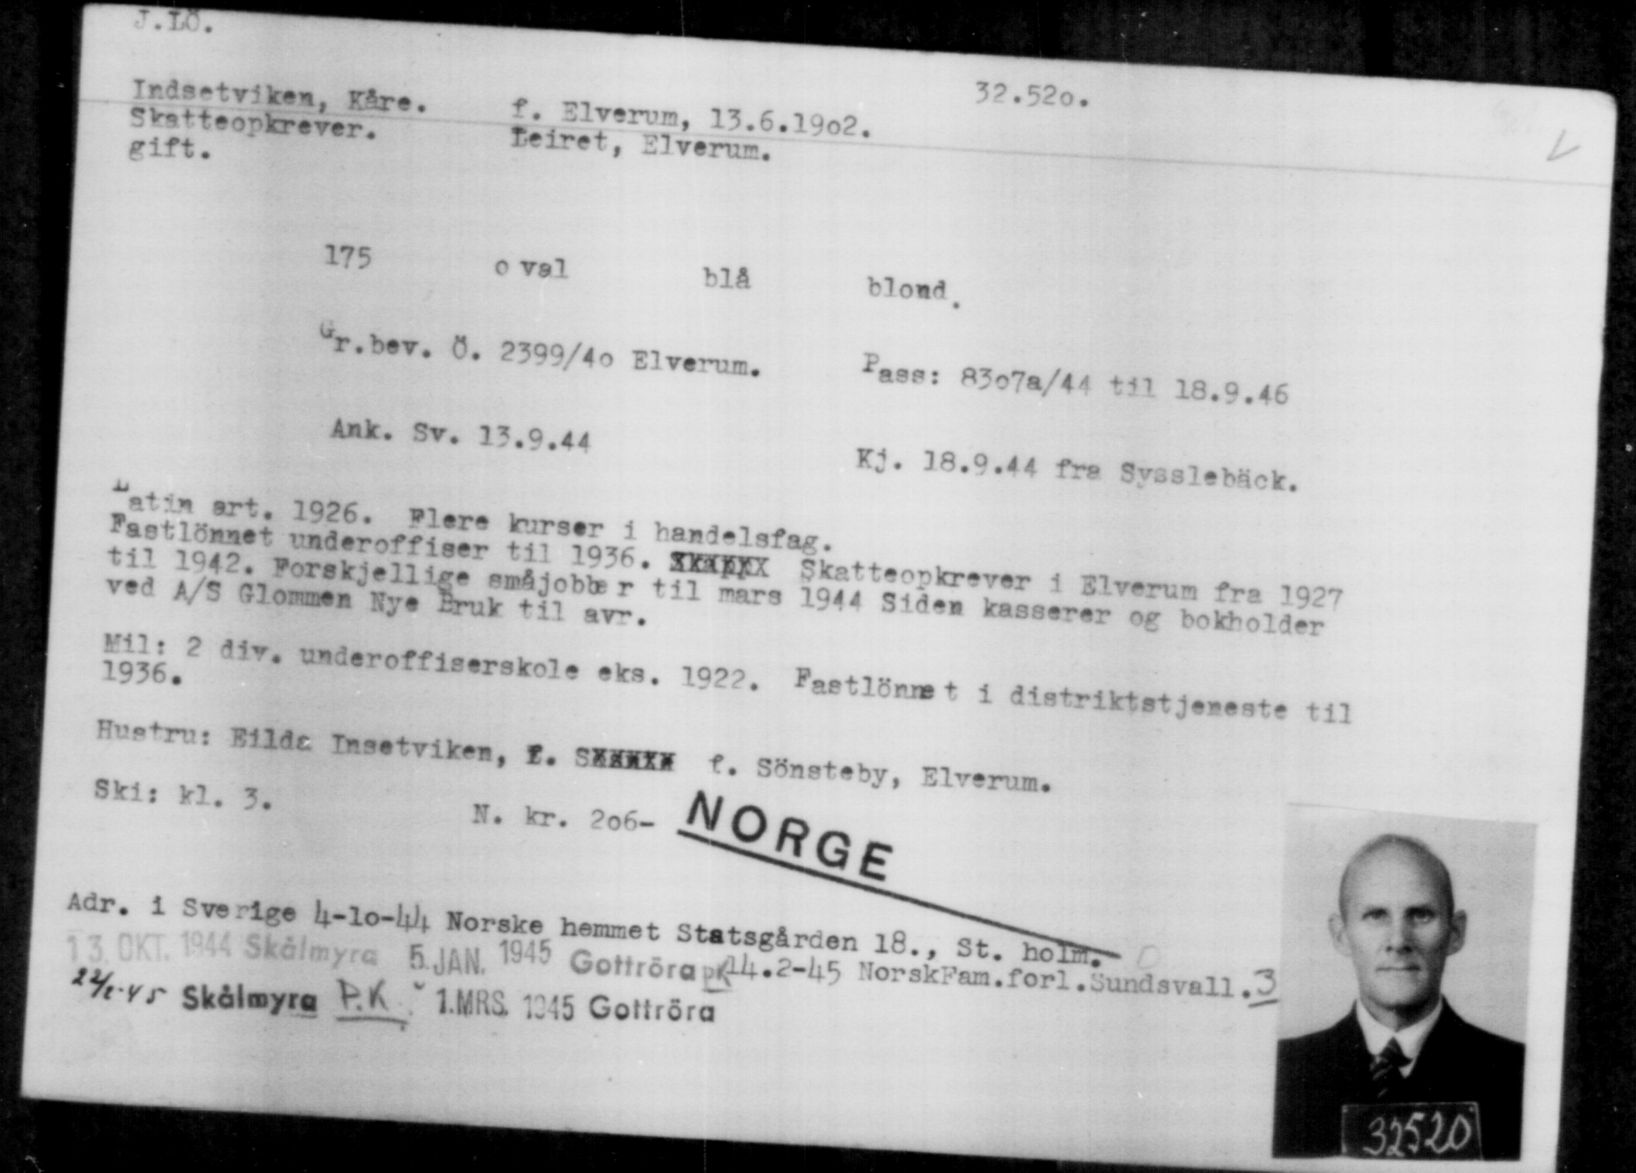 J.LÖ.
32.520.
Indsetviken, Kåre. f. Elverum, 13.6.19o2.
Skatteopkrever. Leiret, Elverum.
gift.
175 oval blå blond.
Gr.bev. Ö. 2399/4o Elverum. Pass: 83o7a/44 til 18.9.46
Ank. Sv. 13.9.44 Kj. 18.9.44 fra Sysslebäck.
Latin art. 1926. Flere kurser i handelsfag.
Fastlönnet underoffiser til 1936. Skatteopkrever i Elverum fra 1927
til 1942. Forskjellige småjobber til mars 1944 Siden kasserer og bokholder
ved A/S Glommen Nye Bruk til avr.
Mil: 2 div. underoffiserskole eks. 1922. Fastlönnet i distriktstjeneste til
1936.
Hustru: Eilda Insetviken, f. f. Sönsteby, Elverum.
Ski: kl. 3. N. kr. 2o6-
NORGE
Adr. i Sverige 4-1o-44 Norske hemmet Statsgården 18., St. holm.
13. OKT. 1944 Skålmyra 5. JAN. 1945 Gottröra PK 14.2-45 NorskFam.forl.Sundsvall. 3
22/2-45 Skålmyra P.K. 1. MRS. 1945 Gottröra
32520